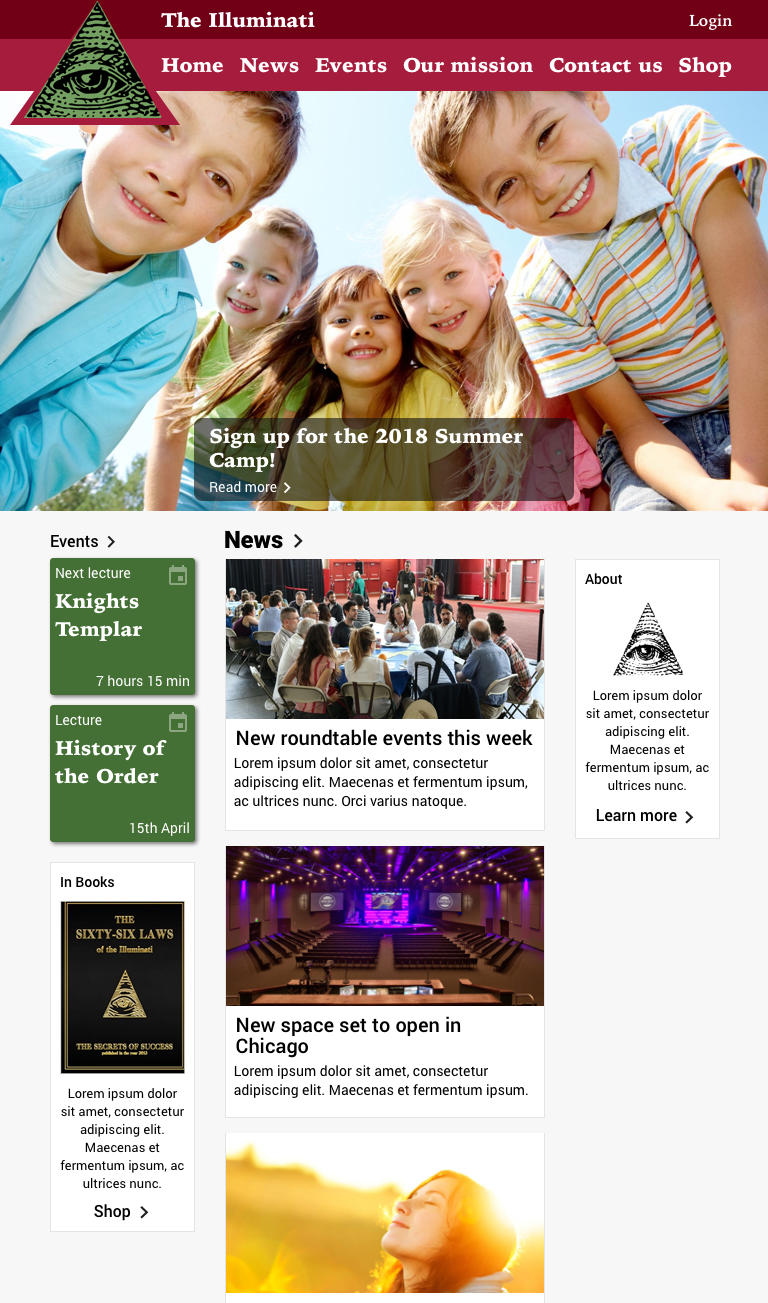 The Illuminati
Login
Home News Events Our mission Contact us Shop
Sign up for the 2018 Summer
Camp!
Read more
Events
Next lecture
Knights
Templar
7 hours 15 min
Lecture
History of
the Order
15th April
In Books
THE
SIXTY-SIX LAWS
of the Illuminati
THE SECRETS OF SUCCESS
published in the year 2013
Lorem ipsum dolor
sit amet, consectetur
adipiscing elit.
Maecenas et
fermentum ipsum, ac
ultrices nunc.
Shop
News
New roundtable events this week
Lorem ipsum dolor sit amet, consectetur
adipiscing elit. Maecenas et fermentum ipsum,
ac ultrices nunc. Orci varius natoque.
New space set to open in
Chicago
Lorem ipsum dolor sit amet, consectetur
adipiscing elit. Maecenas et fermentum ipsum.
About
Lorem ipsum dolor
sit amet, consectetur
adipiscing elit.
Maecenas et
fermentum ipsum, ac
ultrices nunc.
Learn more